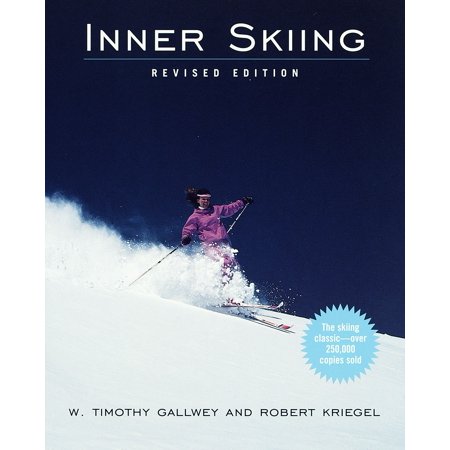 INNER SKIING
REVISED EDITION
The skiing
classic—over
250,000
copies sold
W. TIMOTHY GALLWEY AND ROBERT KRIEGEL